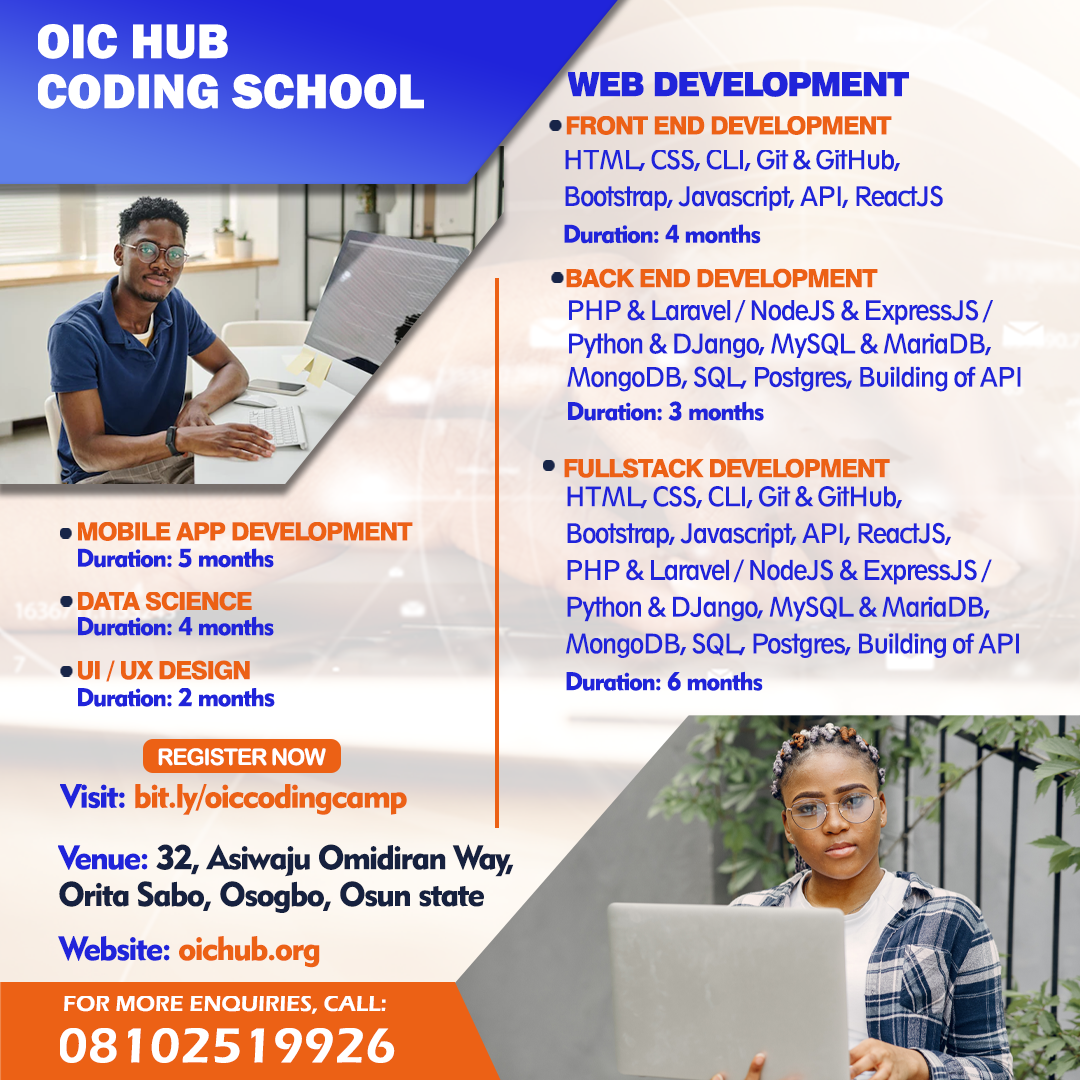 OIC HUB
CODING SCHOOL
WEB DEVELOPMENT
• FRONT END DEVELOPMENT
HTML, CSS, CLI, Git & GitHub,
Bootstrap, Javascript, API, ReactJS
Duration: 4 months
• BACK END DEVELOPMENT
PHP & Laravel / NodeJS & ExpressJS /
Python & DJango, MySQL & MariaDB,
MongoDB, SQL, Postgres, Building of API
Duration: 3 months
• FULLSTACK DEVELOPMENT
HTML, CSS, CLI, Git & GitHub,
Bootstrap, Javascript, API, ReactJS,
PHP & Laravel / NodeJS & ExpressJS /
Python & DJango, MySQL & MariaDB,
MongoDB, SQL, Postgres, Building of API
Duration: 6 months
• MOBILE APP DEVELOPMENT
Duration: 5 months
• DATA SCIENCE
Duration: 4 months
• UI / UX DESIGN
Duration: 2 months
REGISTER NOW
Visit: bit.ly/oiccodingcamp
Venue: 32, Asiwaju Omidiran Way,
Orita Sabo, Osogbo, Osun state
Website: oichub.org
FOR MORE ENQUIRIES, CALL:
08102519926